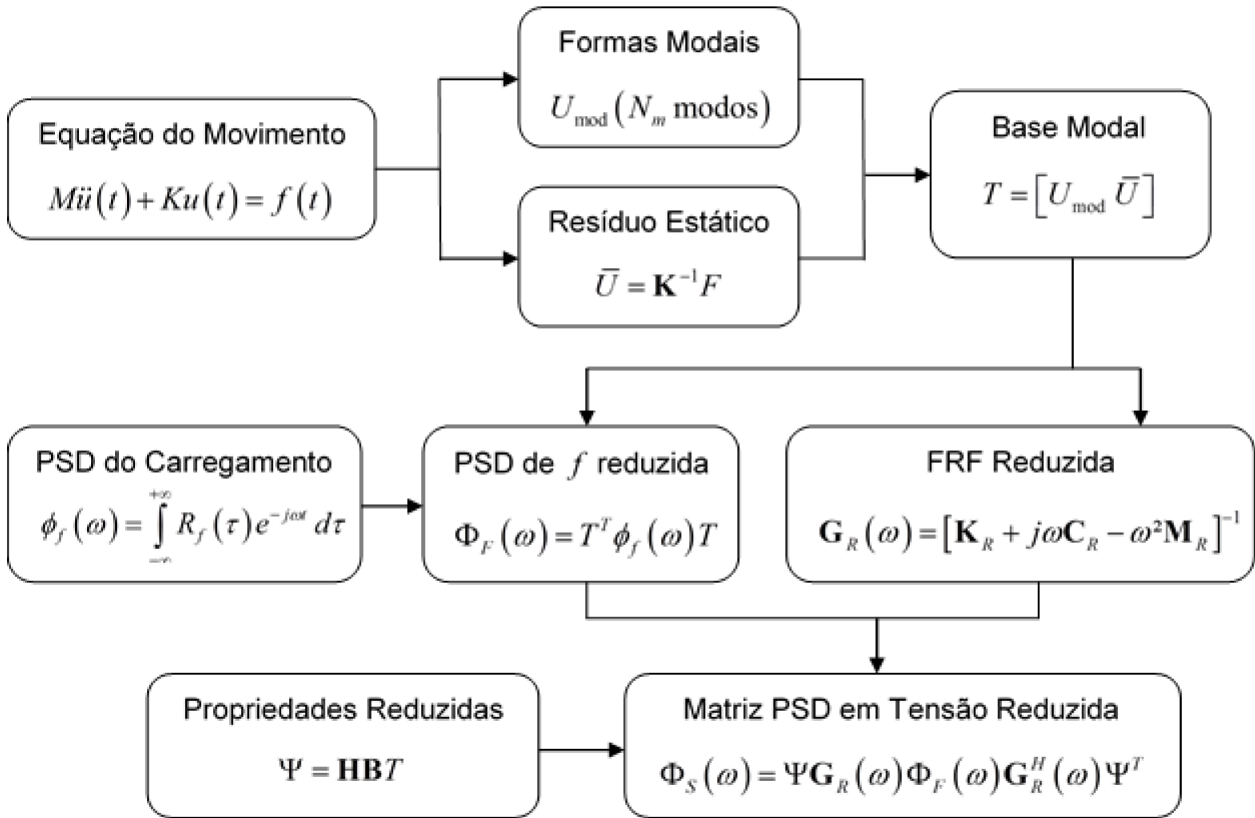 Formas Modais
U_mod (N_m modos)
Equação do Movimento
Mü(t) + Ku(t) = f(t)
Base Modal
T = [U_mod Ū]
Resíduo Estático
Ū = K⁻¹F
PSD do Carregamento
ϕ_f(ω) = ∫_{−∞}^{+∞} R_f(τ) e^{−jωt} dτ
PSD de f reduzida
Φ_F(ω) = T^T ϕ_f(ω) T
FRF Reduzida
G_R(ω) = [K_R + jωC_R − ω²M_R]⁻¹
Propriedades Reduzidas
Ψ = HBT
Matriz PSD em Tensão Reduzida
Φ_S(ω) = ΨG_R(ω)Φ_F(ω)G_R^H(ω)Ψ^T